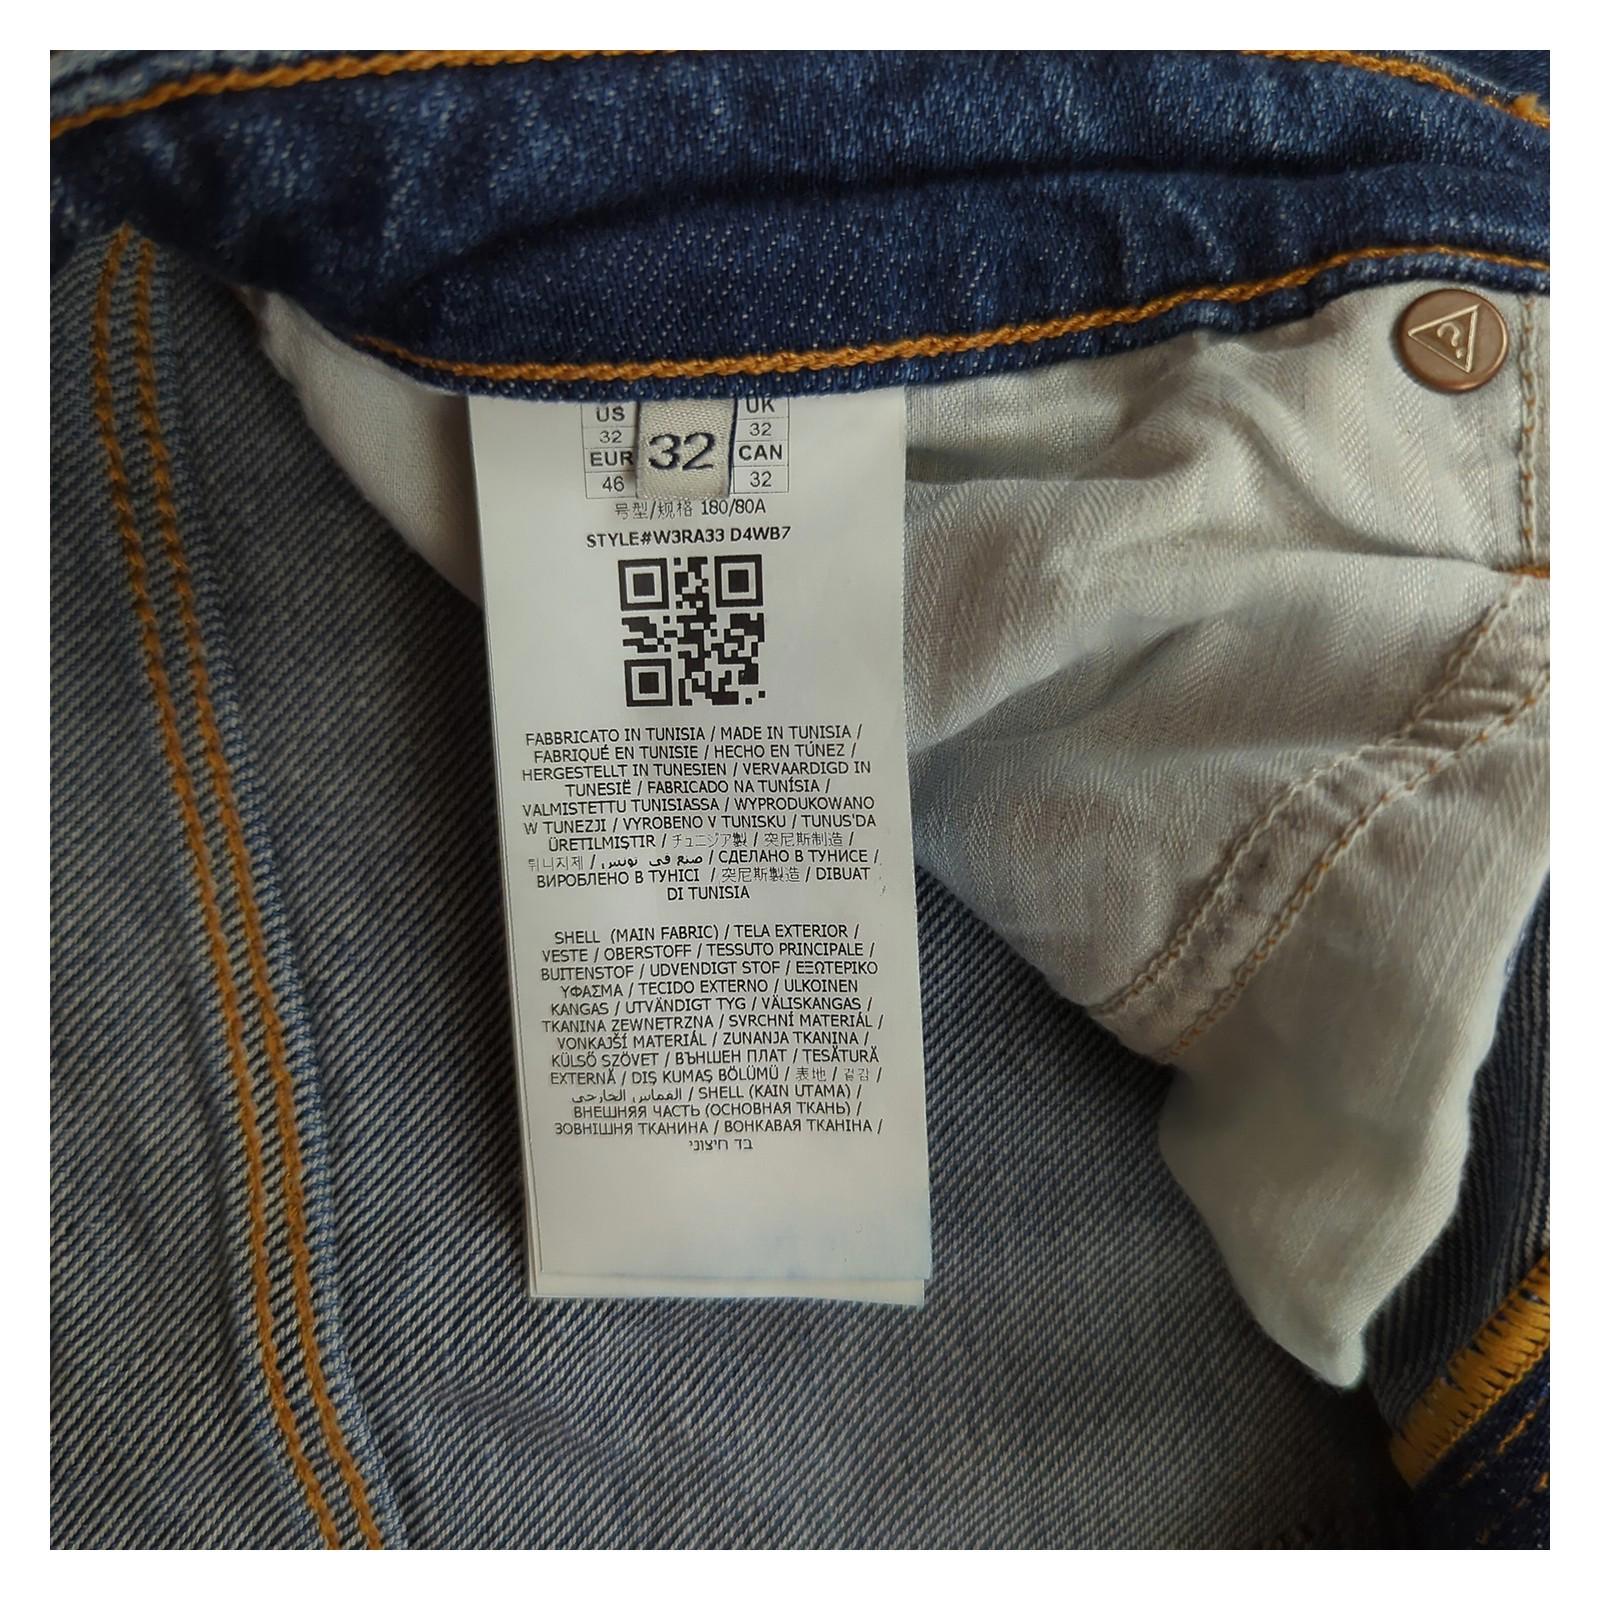 US
UK
32
32
EUR
32
CAN
46
32
号型/规格 180/80A
STYLE#W3RA33 D4WB7
FABBRICATO IN TUNISIA / MADE IN TUNISIA /
FABRIQUÉ EN TUNISIE / HECHO EN TÚNEZ /
HERGESTELLT IN TUNESIEN / VERVAARDIGD IN
TUNESIË / FABRICADO NA TUNÍSIA /
VALMISTETTU TUNISIASSA / WYPRODUKOWANO
W TUNEZJI / VYROBENO V TUNISKU / TUNUS'DA
ÜRETILMIŞTIR / チュニジア製 / 突尼斯制造 /
튀니지제 / صنع في تونس / СДЕЛАНО В ТУНИСЕ /
ВИРОБЛЕНО В ТУНІСІ / 突尼斯製造 / DIBUAT
DI TUNISIA
SHELL (MAIN FABRIC) / TELA EXTERIOR /
VESTE / OBERSTOFF / TESSUTO PRINCIPALE /
BUITENSTOF / UDVENDIGT STOF / ΕΞΩΤΕΡΙΚΟ
ΥΦΑΣΜΑ / TECIDO EXTERNO / ULKOINEN
KANGAS / UTVÄNDIGT TYG / VÄLISKANGAS /
TKANINA ZEWNĘTRZNA / SVRCHNÍ MATERIÁL /
VONKAJŠÍ MATERIÁL / ZUNANJA TKANINA /
KÜLSŐ SZÖVET / ВЪНШЕН ПЛАТ / TESĂTURĂ
EXTERNĂ / DIŞ KUMAŞ BÖLÜMÜ / 表地 / 겉감 /
القماش الخارجي / SHELL (KAIN UTAMA) /
ВНЕШНЯЯ ЧАСТЬ (ОСНОВНАЯ ТКАНЬ) /
ЗОВНІШНЯ ТКАНИНА / ВОНКАВАЯ ТКАНІНА /
בד חיצוני